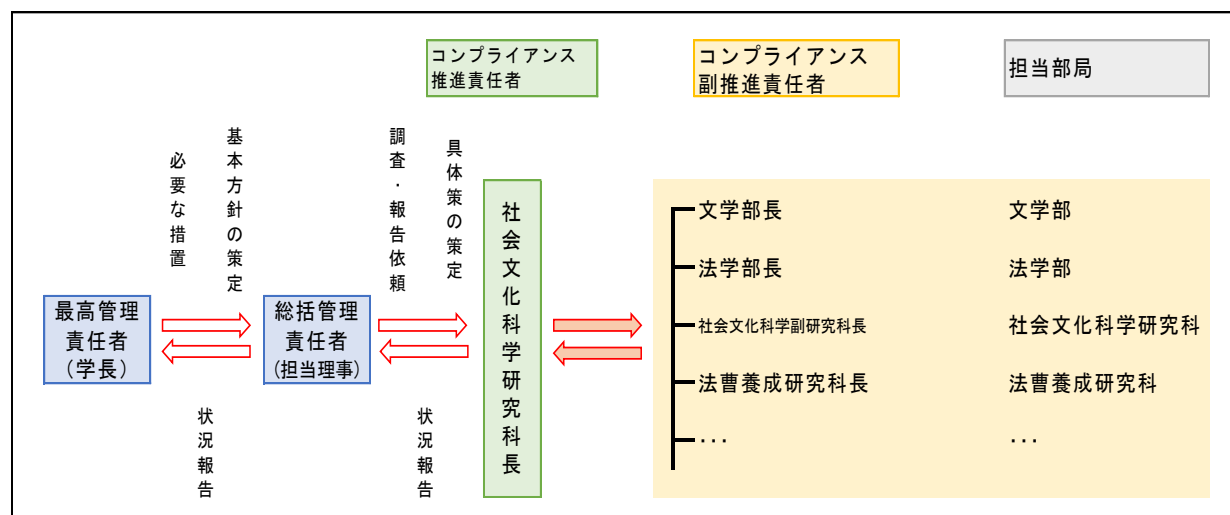 コンプライアンス
推進責任者
コンプライアンス
副推進責任者
担当部局
必要な措置
基本方針の策定
調査・報告依頼
具体策の策定
最高管理
責任者
（学長）
総括管理
責任者
(担当理事)
状況報告
状況報告
社会文化科学研究科長
文学部長
文学部
法学部長
法学部
社会文化科学副研究科長
社会文化科学研究科
法曹養成研究科長
法曹養成研究科
・・・
・・・